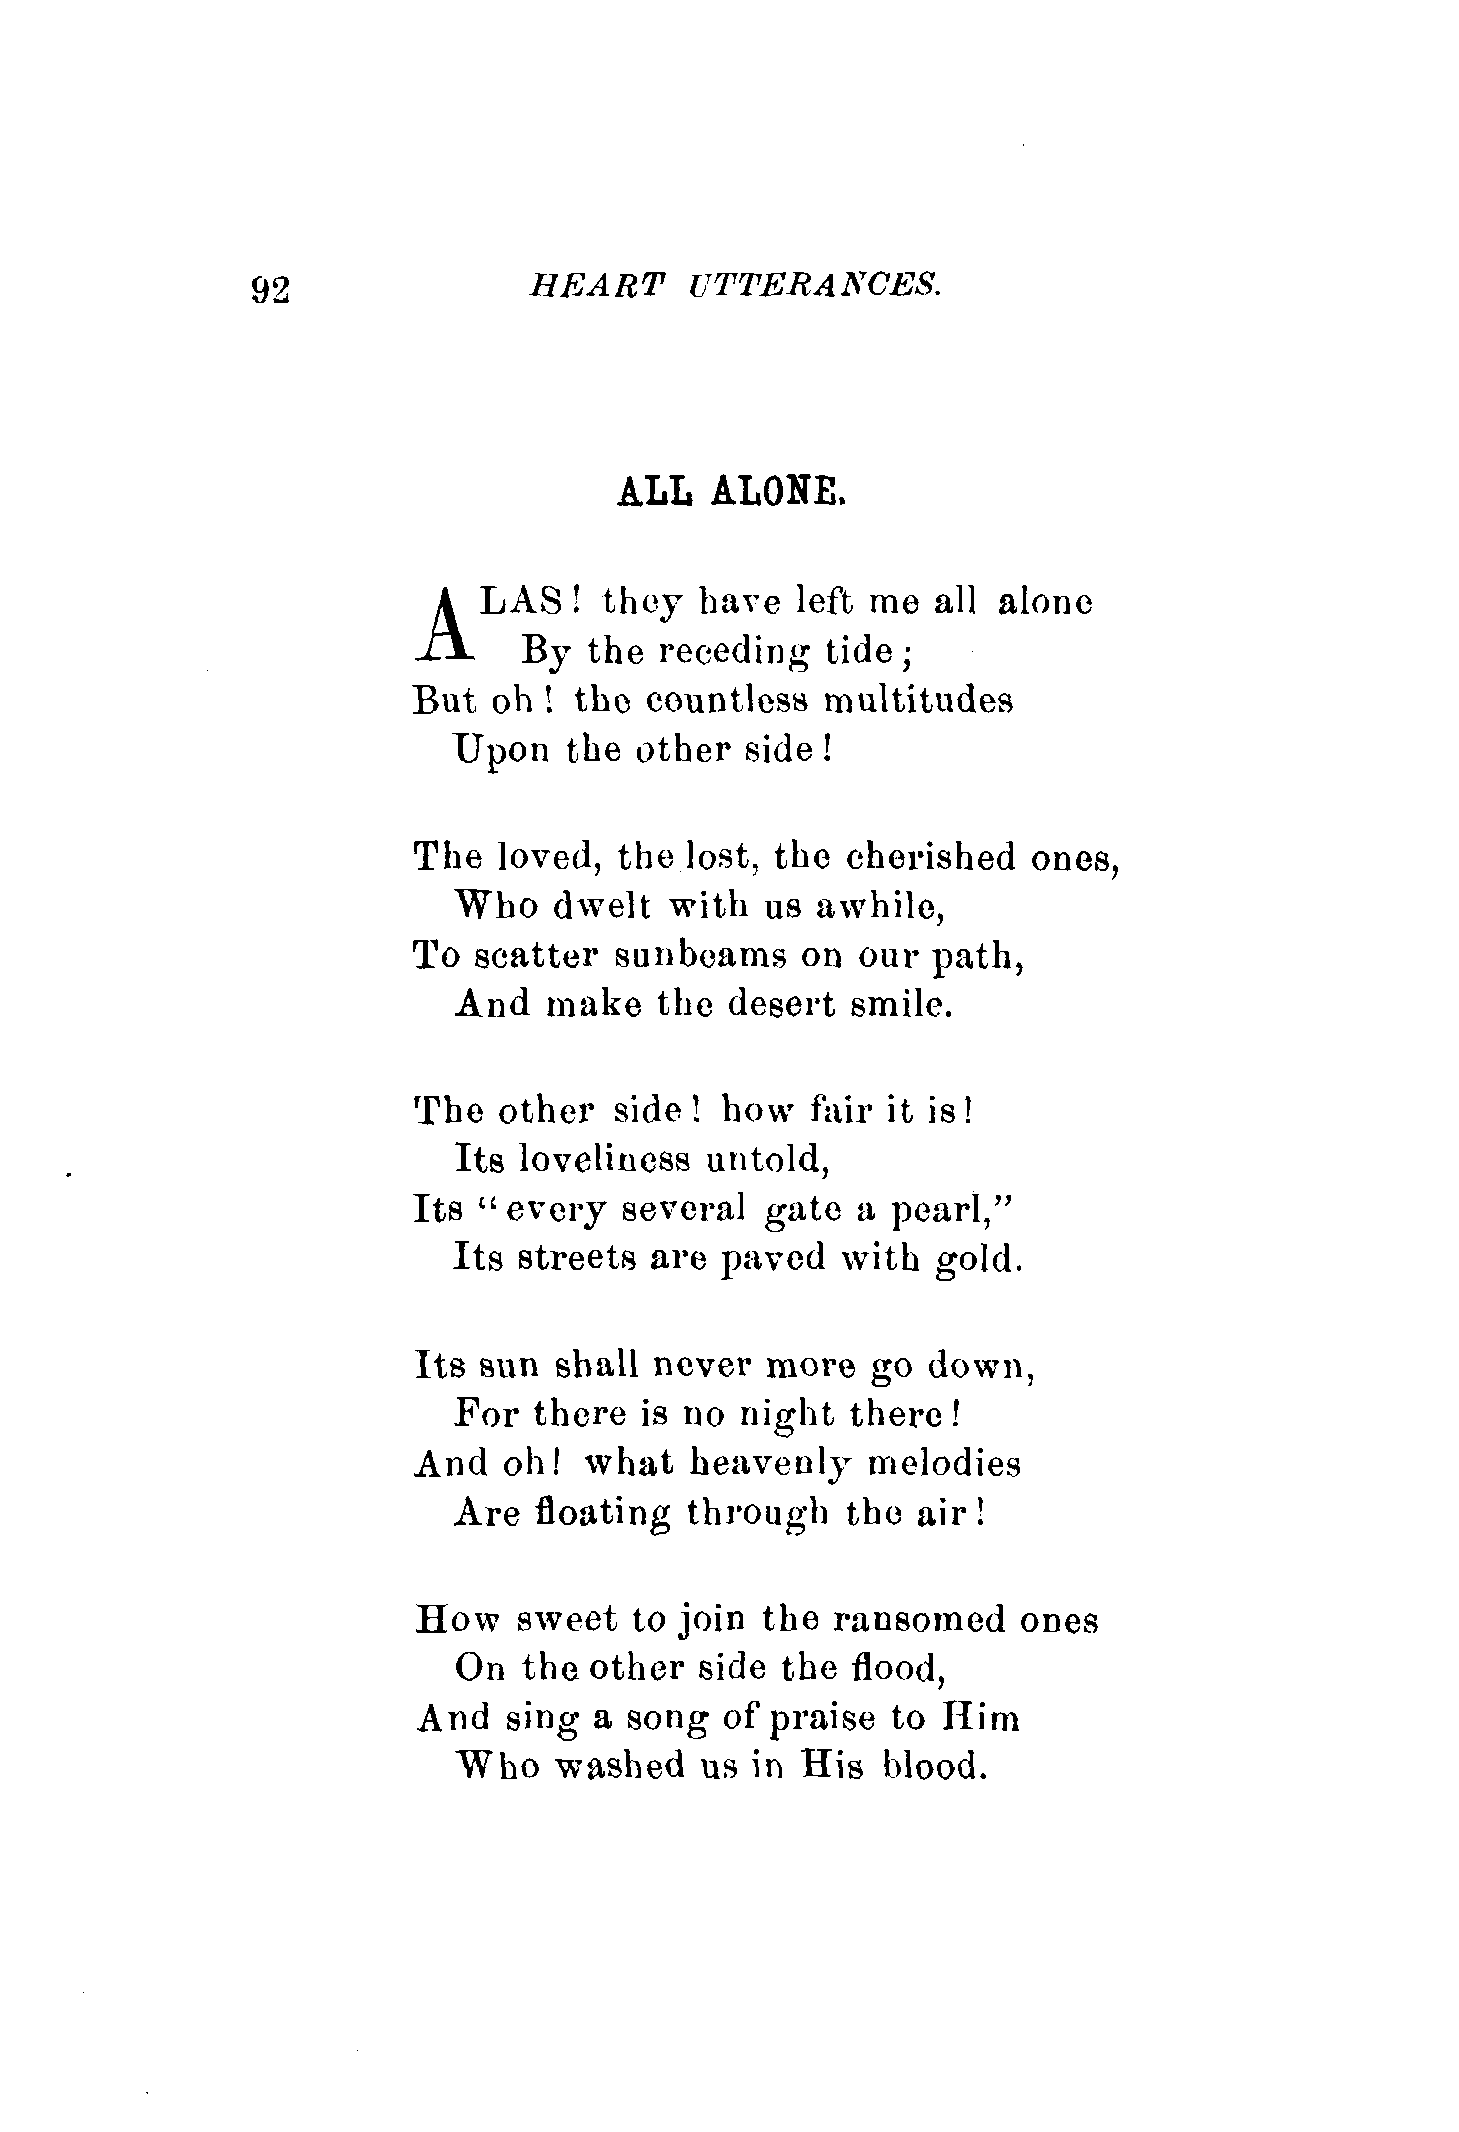 92 HEART UTTERANCES.
ALL ALONE.
ALAS! they have left me all alone
By the receding tide;
But oh! the countless multitudes
Upon the other side!
The loved, the lost, the cherished ones,
Who dwelt with us awhile,
To scatter sunbeams on our path,
And make the desert smile.
The other side! how fair it is!
Its loveliness untold,
Its "every several gate a pearl,"
Its streets are paved with gold.
Its sun shall never more go down,
For there is no night there!
And oh! what heavenly melodies
Are floating through the air!
How sweet to join the ransomed ones
On the other side the flood,
And sing a song of praise to Him
Who washed us in His blood.